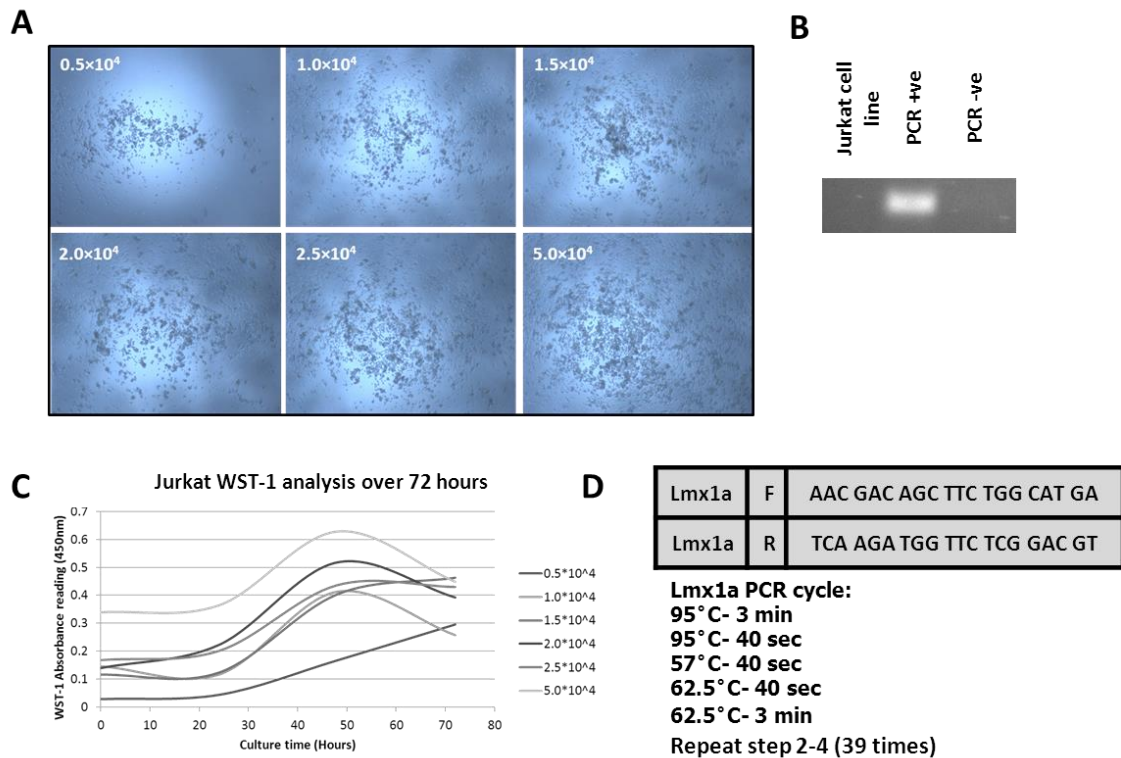 A
0.5×10⁴
1.0×10⁴
1.5×10⁴
2.0×10⁴
2.5×10⁴
5.0×10⁴
B
Jurkat cell
line
PCR +ve
PCR -ve
C
Jurkat WST-1 analysis over 72 hours
WST-1 Absorbance reading (450nm)
0.7
0.6
0.5
0.4
0.3
0.2
0.1
0
0 10 20 30 40 50 60 70 80
Culture time (Hours)
0.5*10^4
1.0*10^4
1.5*10^4
2.0*10^4
2.5*10^4
5.0*10^4
D
Lmx1a F AAC GAC AGC TTC TGG CAT GA
Lmx1a R TCA AGA TGG TTC TCG GAC GT
Lmx1a PCR cycle:
95°C- 3 min
95°C- 40 sec
57°C- 40 sec
62.5°C- 40 sec
62.5°C- 3 min
Repeat step 2-4 (39 times)